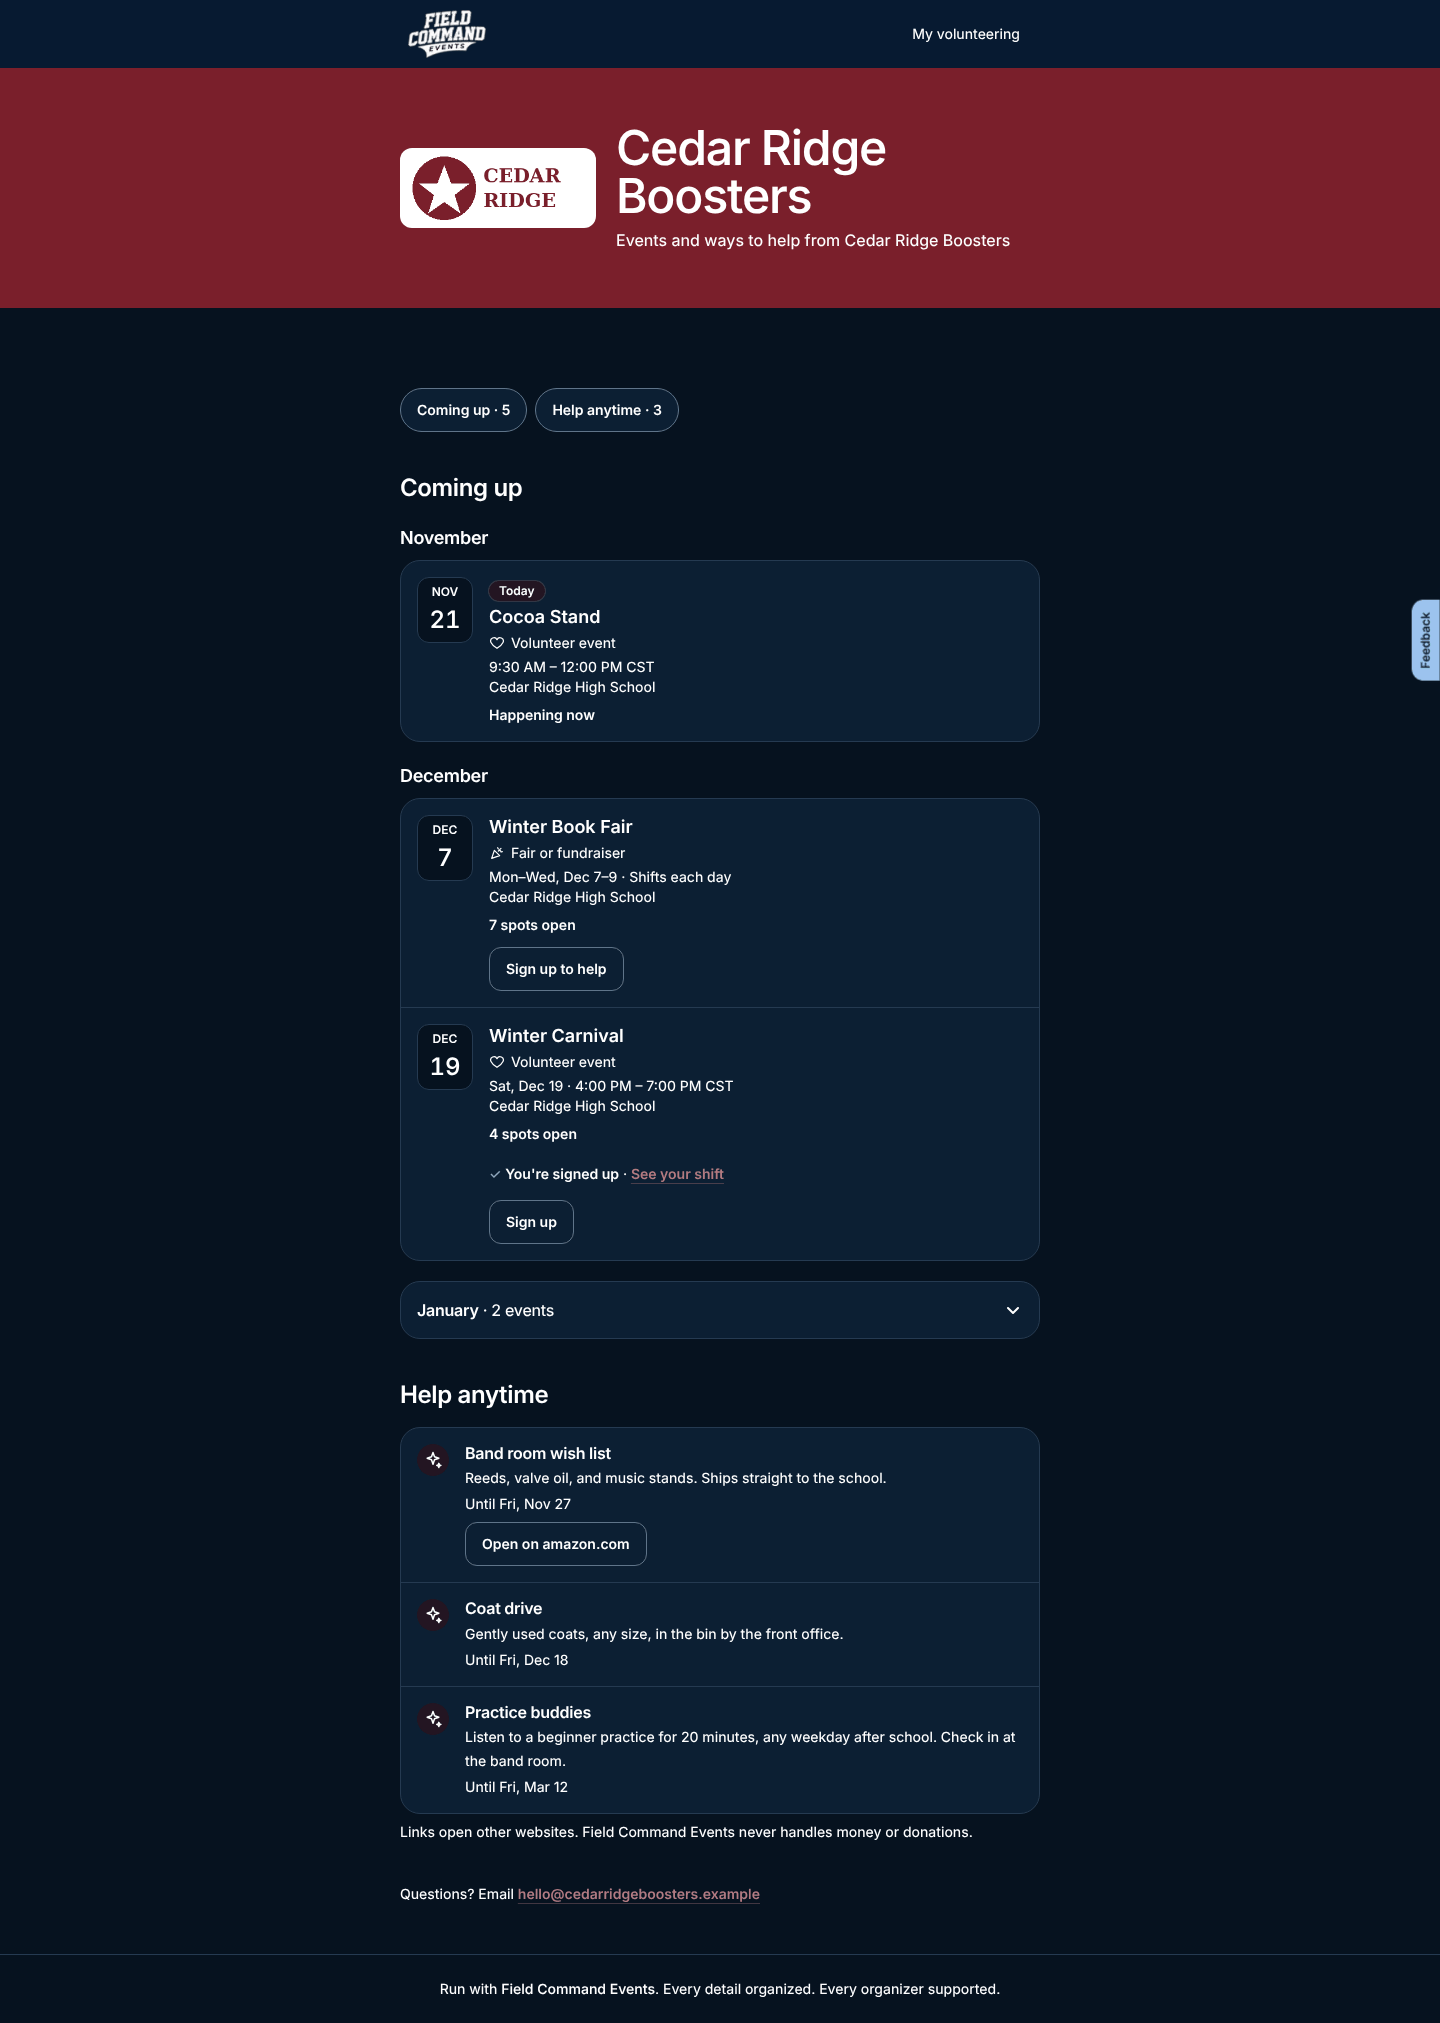 FIELD
COMMAND
EVENTS
My volunteering
CEDAR
RIDGE
Cedar Ridge
Boosters
Events and ways to help from Cedar Ridge Boosters
Coming up · 5
Help anytime · 3
Coming up
November
NOV
21
Today
Cocoa Stand
Volunteer event
9:30 AM – 12:00 PM CST
Cedar Ridge High School
Happening now
Feedback
December
DEC
7
Winter Book Fair
Fair or fundraiser
Mon–Wed, Dec 7–9 · Shifts each day
Cedar Ridge High School
7 spots open
Sign up to help
DEC
19
Winter Carnival
Volunteer event
Sat, Dec 19 · 4:00 PM – 7:00 PM CST
Cedar Ridge High School
4 spots open
You're signed up · See your shift
Sign up
January · 2 events
Help anytime
Band room wish list
Reeds, valve oil, and music stands. Ships straight to the school.
Until Fri, Nov 27
Open on amazon.com
Coat drive
Gently used coats, any size, in the bin by the front office.
Until Fri, Dec 18
Practice buddies
Listen to a beginner practice for 20 minutes, any weekday after school. Check in at
the band room.
Until Fri, Mar 12
Links open other websites. Field Command Events never handles money or donations.
Questions? Email hello@cedarridgeboosters.example
Run with Field Command Events. Every detail organized. Every organizer supported.